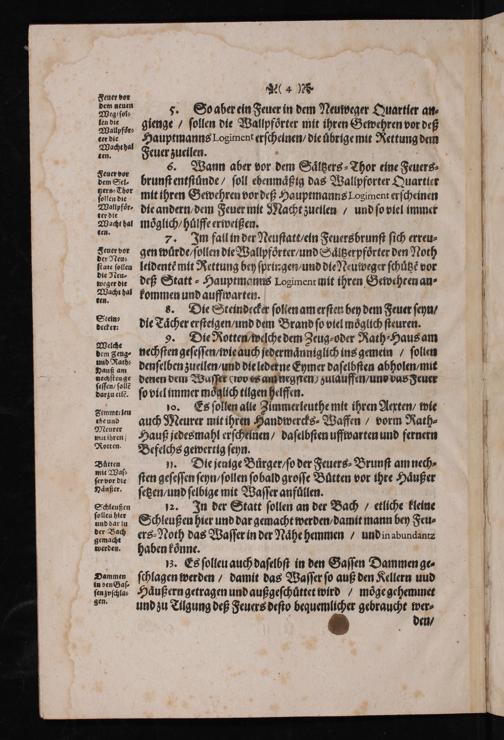 ( 4 )
Feuer vor
dem neuen
Weg/sol-
len die
Wallpför-
ter die
Wacht hal
ten.
5. So aber ein Feuer in dem Neuweger Quartier an-
gienge / sollen die Wallpförter mit ihren Gewehren vor deß
Hauptmanns Logiment erscheinen/ die übrige mit Rettung dem
Feuer zueilen.
Feuer vor
dem Sel-
tzers-Thor
sollen die
Wallpför-
ter die
Wacht hal
ten.
6. Wann aber vor dem Sältzers-Thor eine Feuers-
brunst entstünde / soll ebenmäßig das Wallpforter Quartier
mit ihren Gewehren vor deß Hauptmanns Logiment erscheinen
die andern/ dem Feuer mit Macht zueilen / und so viel immer
möglich/ hülffe erweißen.
Feuer vor
der Neu-
statt sollen
die Neu-
weger die
Wacht hal
ten.
7. Im fall in der Neustatt/ein Feuersbrunst sich erreu-
gen würde/sollen die Wallpförter/und Sältzerpförter den Noth
leidentē mit Rettung bey springen/und die Neuweger schützē vor
deß Statt-Hauptmanns Logiment mit ihren Gewehren an-
kommen und auffwarten.
Stein-
decker:
8. Die Steindecker sollen am ersten bey dem Feuer seyn/
die Tächer ersteigen/und dem Brand so viel möglich steuren.
Welche
dem Zeug-
und Rath-
Hauß am
nechsten ge
sessen/ sollē
darzu eilē.
9. Die Rotten/welche dem Zeug-oder Rath-Hauß am
nechsten gesessen/wie auch jedermänniglich ins gemein / sollen
denselben zueilen/und die lederne Eymer daselbsten abholen/mit
denen dem Wasser (wo es am negsten) zulauffen/und das Feuer
so viel immer möglich tilgen helffen.
Zimmerleu
the und
Meurer
mit ihren
Rotten.
10. Es sollen alle Zimmerleuthe mit ihren Aexten/ wie
auch Meurer mit ihren Handwercks-Waffen / vorm Rath-
Hauß jedesmahl erscheinen/ daselbsten uffwarten und fernern
Befelchs gewertig seyn.
Bütten
mit Was-
ser vor die
Häußer.
11. Die jenige Bürger/so der Feuers-Brunst am nech-
sten gesessen seyn/sollen sobald grosse Bütten vor ihre Häußer
setzen/und selbige mit Wasser anfüllen.
Schleußen
sollen hier
und dar in
der Bach
gemacht
werden.
12. In der Statt sollen an der Bach / etliche kleine
Schleußen hier und dar gemacht werden/damit mann bey Feu-
ers-Noth das Wasser in der Nähe hemmen / und in abundantz
haben könne.
Dammen
in den Gas-
sen zuschla-
gen.
13. Es sollen auch daselbst in den Gassen Dammen ge-
schlagen werden / damit das Wasser so auß den Kellern und
Häußern getragen und außgeschüttet wird / möge gehemmet
und zu Tilgung deß Feuers desto bequemlicher gebraucht wer-
den/